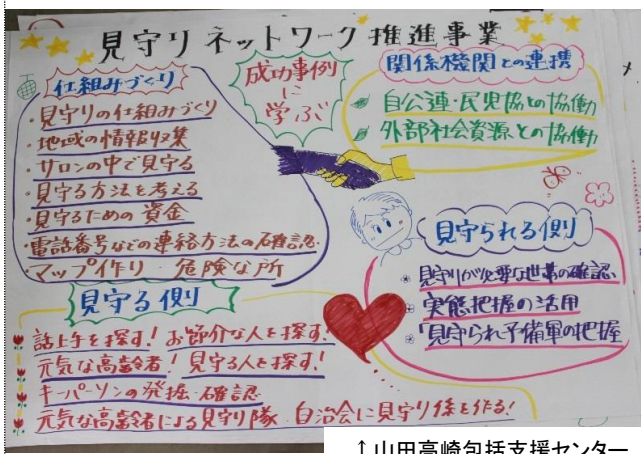 見守りネットワーク推進事業
仕組みづくり
・見守りの仕組みづくり
・地域の情報収集
・サロンの中で見守る
・見守る方法を考える
・見守るための資金
・電話番号などの連絡方法の確認
・マップ作り 危険な所
成功事例
に
学ぶ
関係機関との連携
自公連・民児協との協働
外部社会資源との協働
見守られる側
見守りが必要な世帯の確認
実態把握の活用
「見守られ予備軍の把握
見守る側
話上手を探す! お節介な人を探す!
元気な高齢者! 見守る人を探す!
キーパーソンの発掘・確認
元気な高齢者による見守り隊 自治会に見守り係を作る!
↑山田高崎包括支援センター